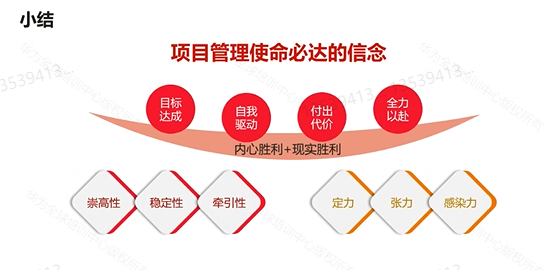 小结
项目管理使命必达的信念
目标
达成
自我
驱动
付出
代价
全力
以赴
内心胜利+现实胜利
崇高性
稳定性
牵引性
定力
张力
感染力